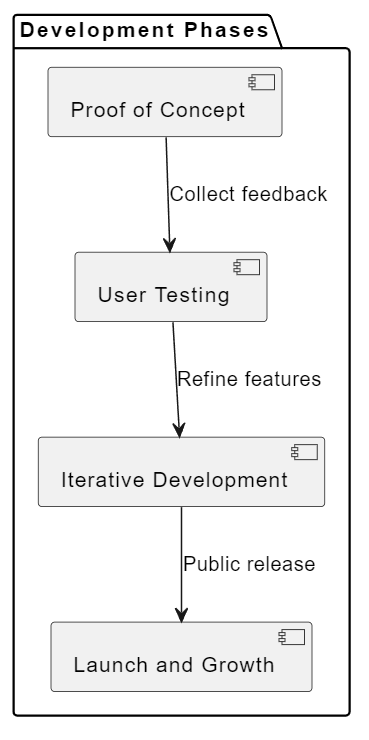 Development Phases
Proof of Concept
Collect feedback
User Testing
Refine features
Iterative Development
Public release
Launch and Growth